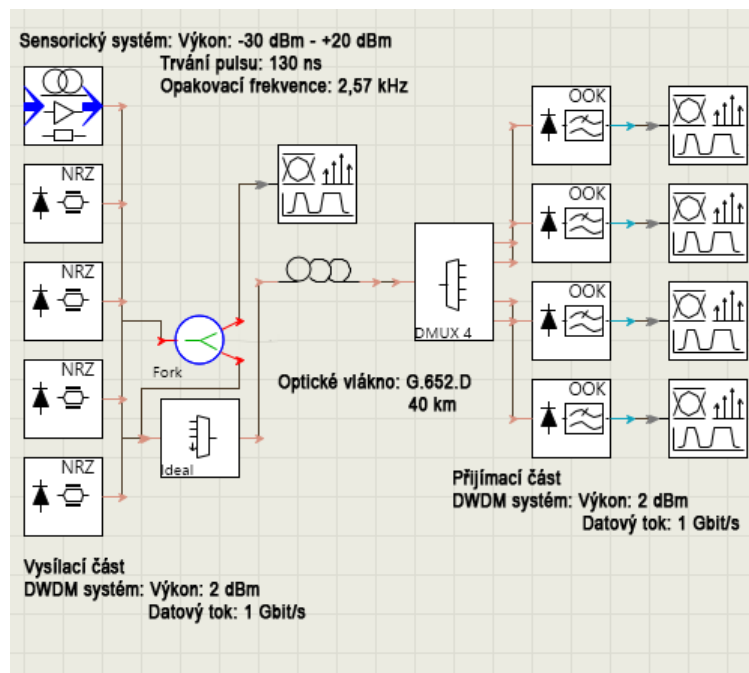 Sensorický systém: Výkon: -30 dBm - +20 dBm
Trvání pulsu: 130 ns
Opakovací frekvence: 2,57 kHz
NRZ
NRZ
NRZ
NRZ
Fork
Ideal
Optické vlákno: G.652.D
40 km
DMUX 4
OOK
OOK
OOK
OOK
Přijímací část
DWDM systém: Výkon: 2 dBm
Datový tok: 1 Gbit/s
Vysílací část
DWDM systém: Výkon: 2 dBm
Datový tok: 1 Gbit/s